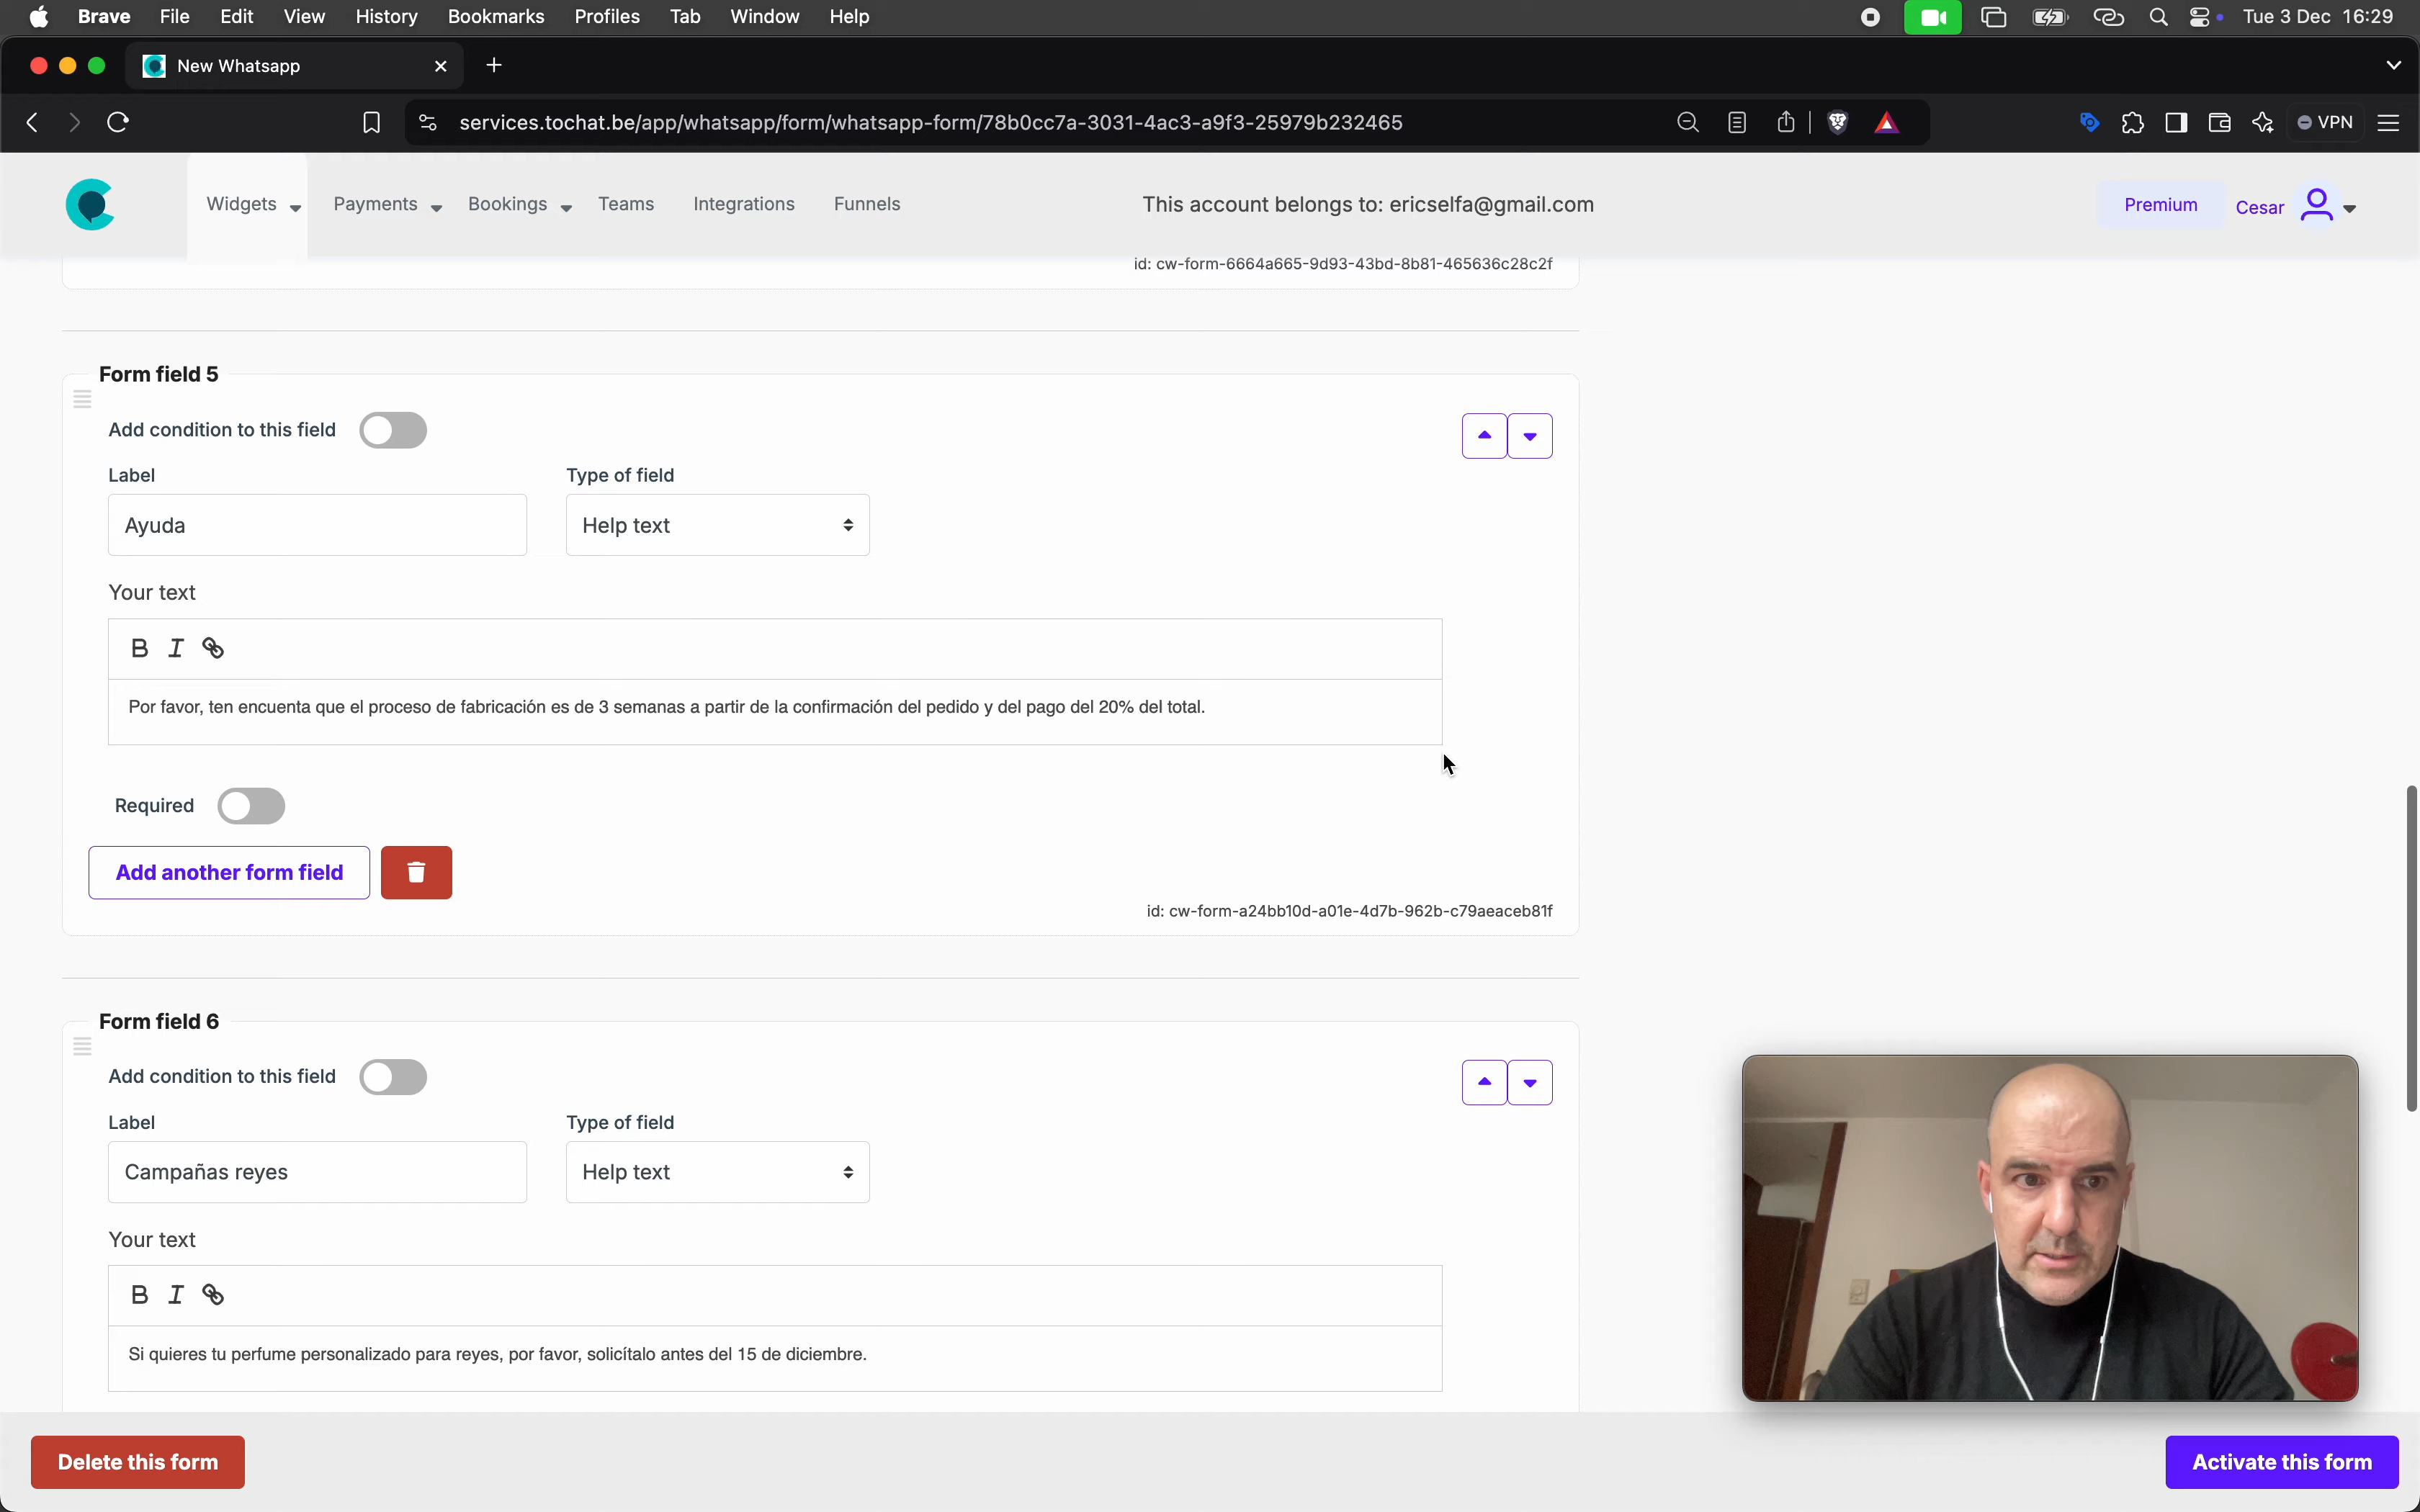 Brave File Edit View History Bookmarks Profiles Tab Window Help Tue 3 Dec 16:29
New Whatsapp
services.tochat.be/app/whatsapp/form/whatsapp-form/78b0cc7a-3031-4ac3-a9f3-25979b232465 VPN
Widgets Payments Bookings Teams Integrations Funnels This account belongs to: ericselfa@gmail.com Premium Cesar
id: cw-form-6664a665-9d93-43bd-8b81-465636c28c2f
Form field 5
Add condition to this field
Label Type of field
Ayuda Help text
Your text
B I
Por favor, ten encuenta que el proceso de fabricación es de 3 semanas a partir de la confirmación del pedido y del pago del 20% del total.
Required
Add another form field
id: cw-form-a24bb10d-a01e-4d7b-962b-c79aeaceb81f
Form field 6
Add condition to this field
Label Type of field
Campañas reyes Help text
Your text
B I
Si quieres tu perfume personalizado para reyes, por favor, solicítalo antes del 15 de diciembre.
Delete this form Activate this form